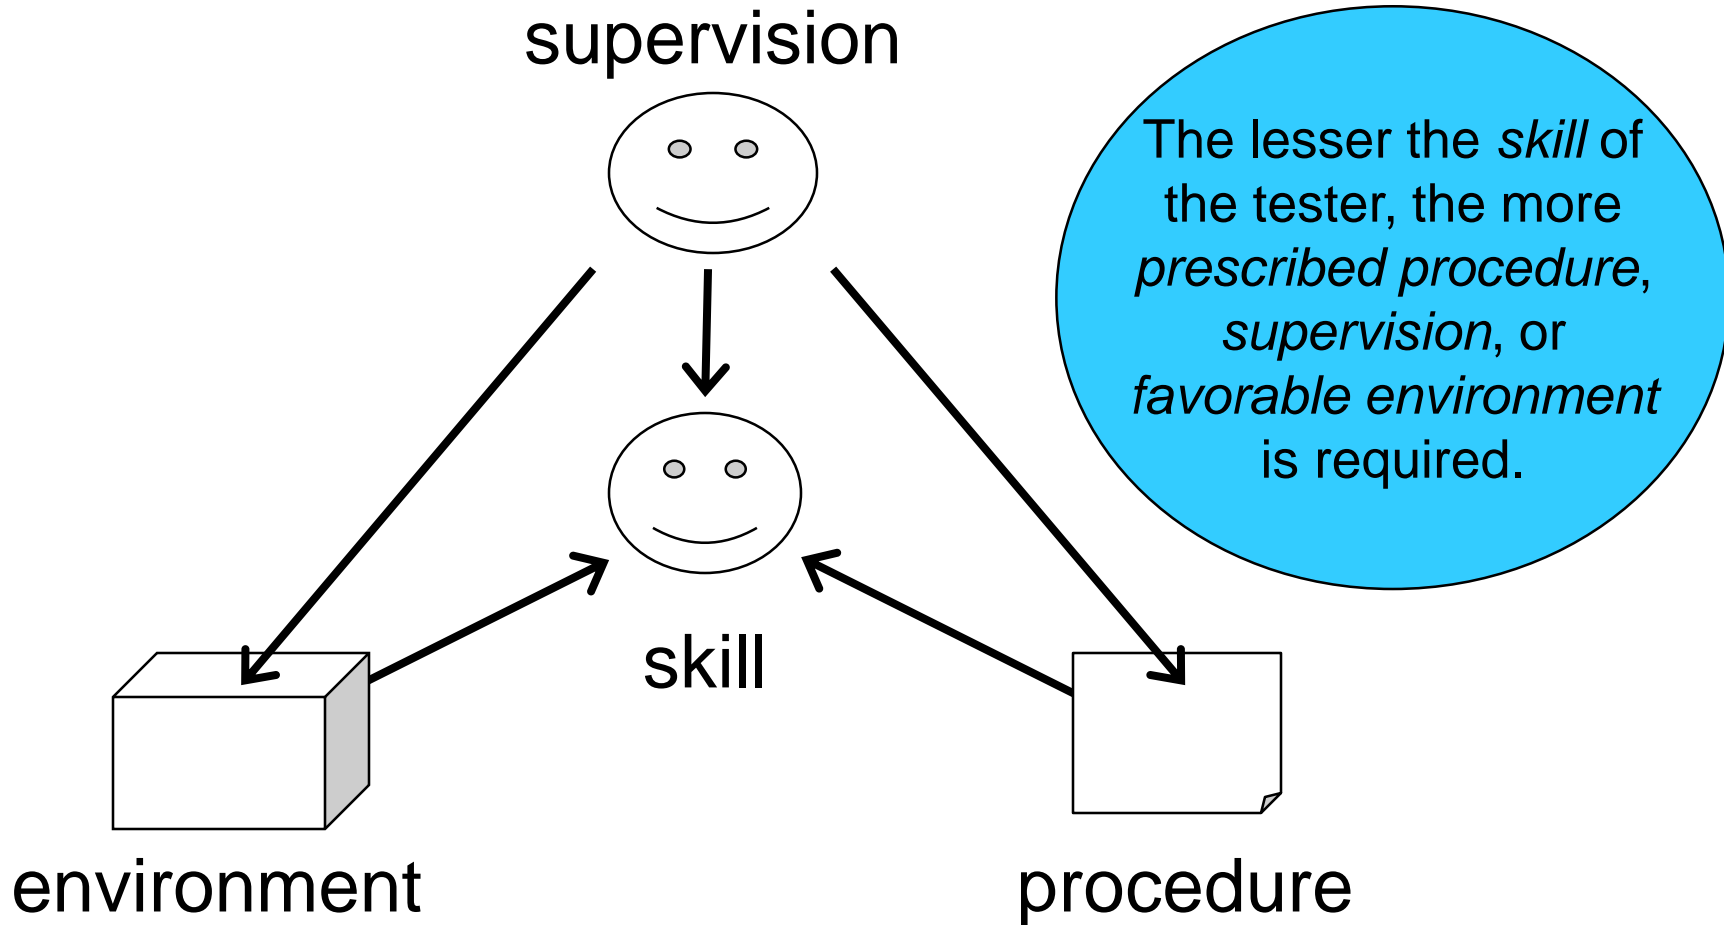 supervision
The lesser the skill of
the tester, the more
prescribed procedure,
supervision, or
favorable environment
is required.
skill
environment
procedure